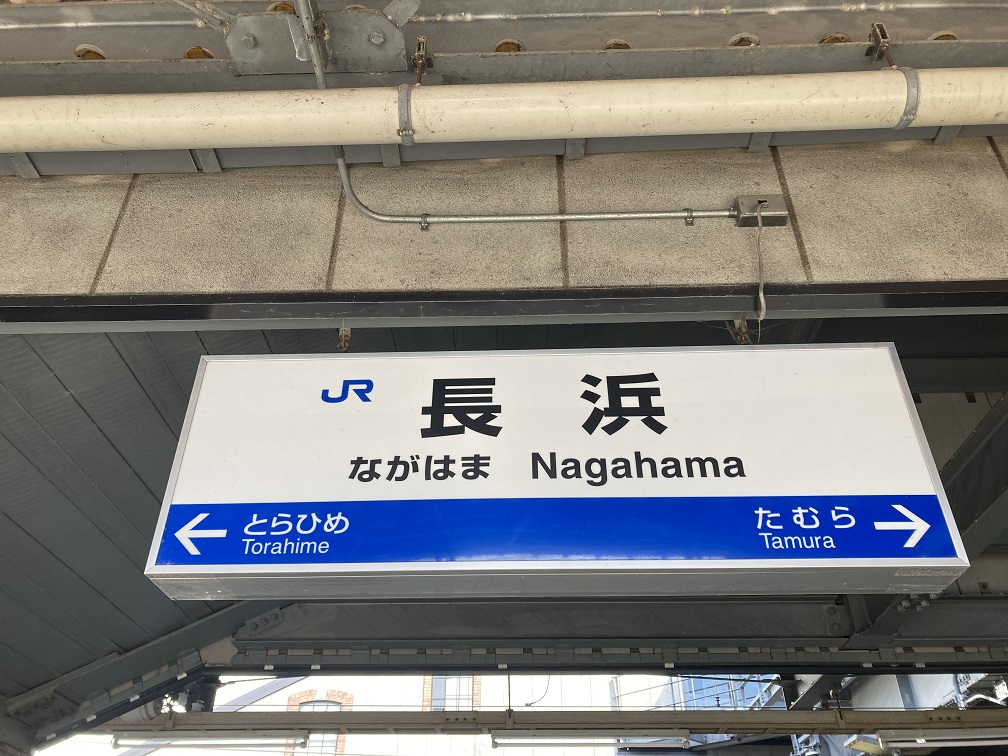 JR 長浜
ながはま Nagahama
← とらひめ
Torahime
たむら →
Tamura